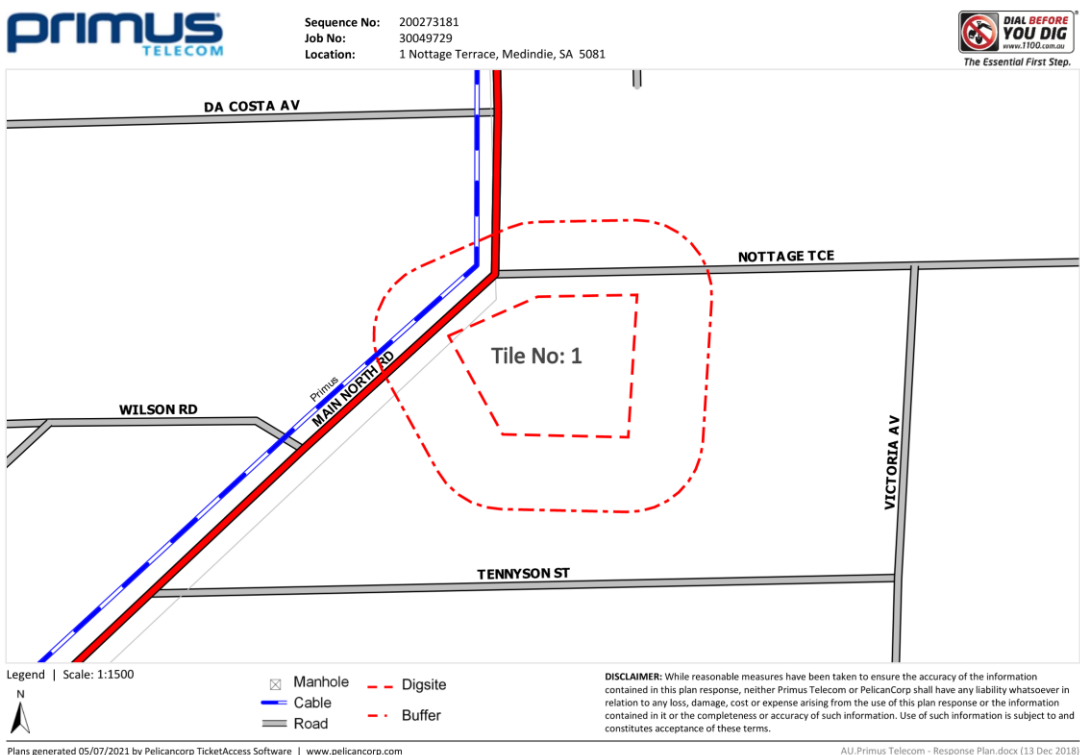 primus
TELECOM
Sequence No: 200273181
Job No: 30049729
Location: 1 Nottage Terrace, Medindie, SA 5081
DIAL BEFORE
YOU DIG
www.1100.com.au
The Essential First Step.
DA COSTA AV
NOTTAGE TCE
Tile No: 1
Primus
MAIN NORTH RD
WILSON RD
VICTORIA AV
TENNYSON ST
Legend | Scale: 1:1500
N
Manhole
Cable
Road
Digsite
Buffer
DISCLAIMER: While reasonable measures have been taken to ensure the accuracy of the information
contained in this plan response, neither Primus Telecom or PelicanCorp shall have any liability whatsoever in
relation to any loss, damage, cost or expense arising from the use of this plan response or the information
contained in it or the completeness or accuracy of such information. Use of such information is subject to and
constitutes acceptance of these terms.
Plans generated 05/07/2021 by Pelicancorp TicketAccess Software | www.pelicancorp.com
AU.Primus Telecom - Response Plan.docx (13 Dec 2018)